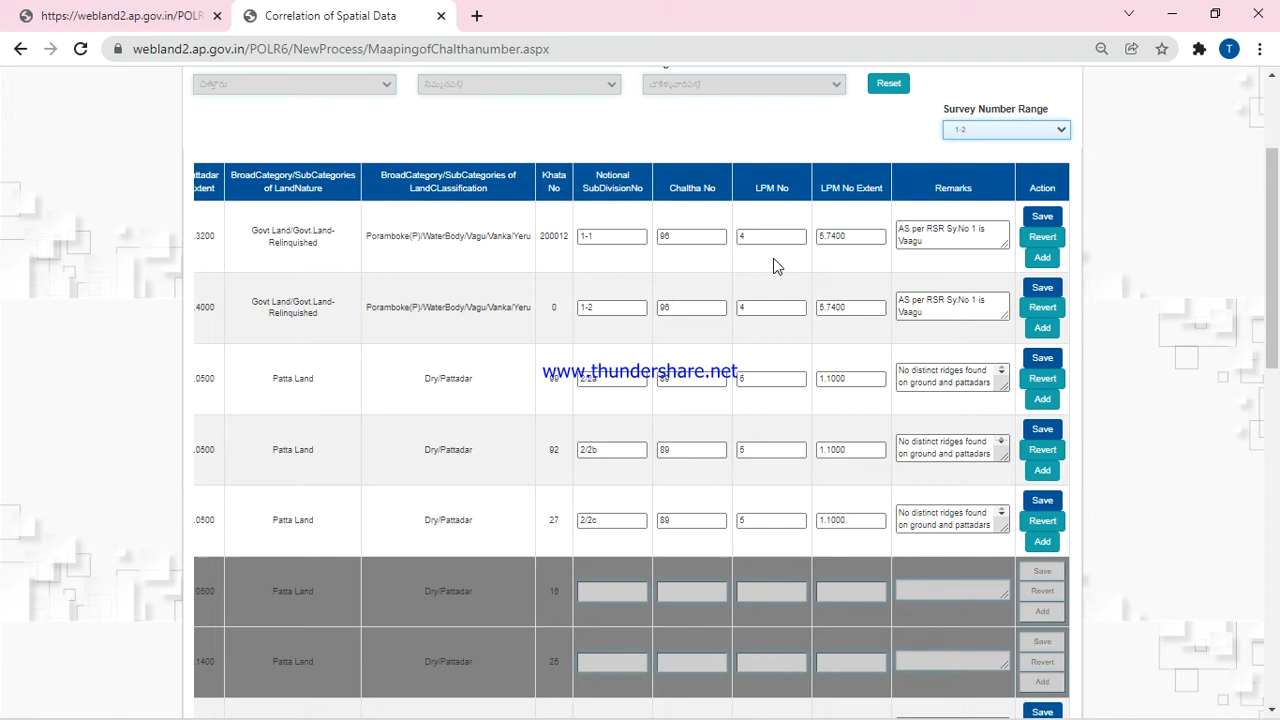 https://webland2.ap.gov.in/POLR
Correlation of Spatial Data
webland2.ap.gov.in/POLR6/NewProcess/MaapingofChalthanumber.aspx
T
చిత్తూరు
నిమ్మనపల్లె
Reset
Survey Number Range
1-2
ttadar BroadCategory/SubCategories BroadCategory/SubCategories of Khata Notional Chaltha No LPM No LPM No Extent Remarks Action
xtent of LandNature LandCLassification No SubDivisionNo
.3200 Govt Land/Govt.Land-Relinquished Poramboke(P)/WaterBody/Vagu/Vanka/Yeru 200012 1-1 96 4 5.7400 AS per RSR Sy.No 1 is Vaagu Save Revert Add
.4000 Govt Land/Govt.Land-Relinquished Poramboke(P)/WaterBody/Vagu/Vanka/Yeru 0 1-2 96 4 5.7400 AS per RSR Sy.No 1 is Vaagu Save Revert Add
www.thundershare.net
.0500 Patta Land Dry/Pattadar 2/2a 89 5 1.1000 No distinct ridges found on ground and pattadars Save Revert Add
.0500 Patta Land Dry/Pattadar 92 2/2b 89 5 1.1000 No distinct ridges found on ground and pattadars Save Revert Add
.0500 Patta Land Dry/Pattadar 27 2/2c 89 5 1.1000 No distinct ridges found on ground and pattadars Save Revert Add
.0500 Patta Land Dry/Pattadar 16 Save Revert Add
.1400 Patta Land Dry/Pattadar 25 Save Revert Add
Save